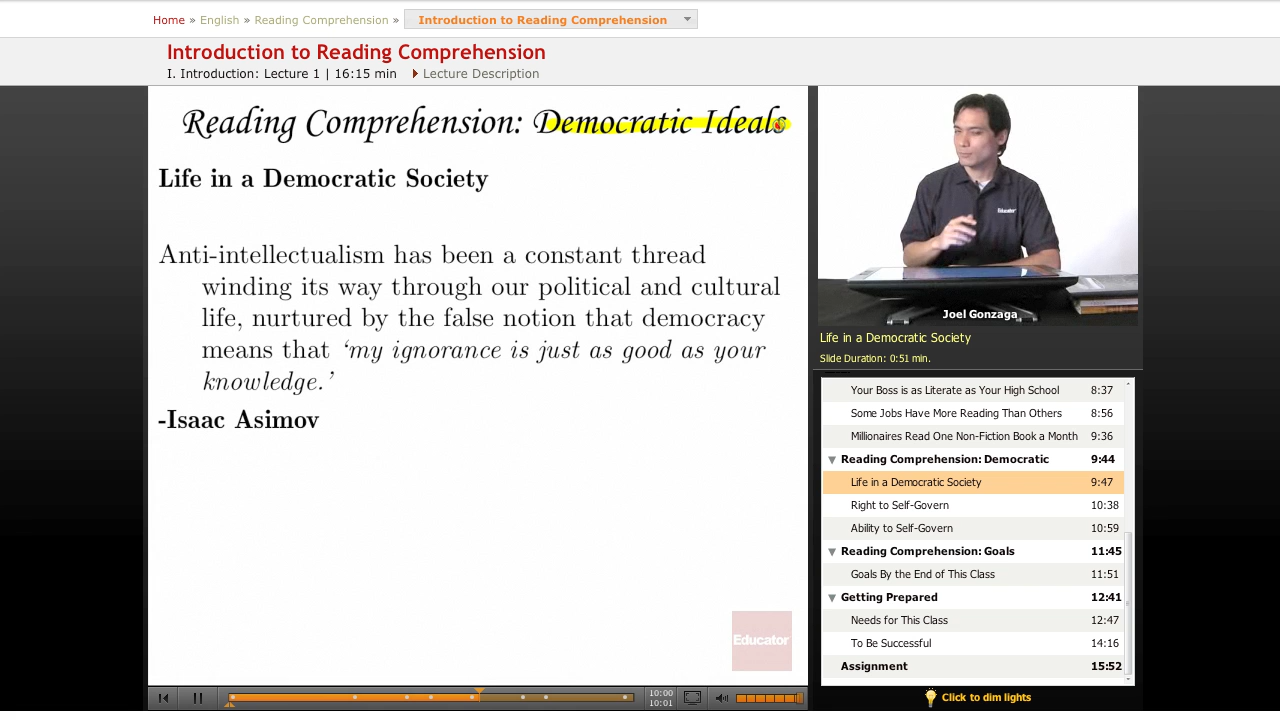 Home » English » Reading Comprehension » Introduction to Reading Comprehension
Introduction to Reading Comprehension
I. Introduction: Lecture 1 | 16:15 min Lecture Description
Reading Comprehension: Democratic Ideals
Life in a Democratic Society
Anti-intellectualism has been a constant thread
winding its way through our political and cultural
life, nurtured by the false notion that democracy
means that ‘my ignorance is just as good as your
knowledge.’
-Isaac Asimov
Educator
Educator
Joel Gonzaga
Life in a Democratic Society
Slide Duration: 0:51 min.
Your Boss is as Literate as Your High School 8:37
Some Jobs Have More Reading Than Others 8:56
Millionaires Read One Non-Fiction Book a Month 9:36
Reading Comprehension: Democratic 9:44
Life in a Democratic Society 9:47
Right to Self-Govern 10:38
Ability to Self-Govern 10:59
Reading Comprehension: Goals 11:45
Goals By the End of This Class 11:51
Getting Prepared 12:41
Needs for This Class 12:47
To Be Successful 14:16
Assignment 15:52
10:00
10:01
Click to dim lights